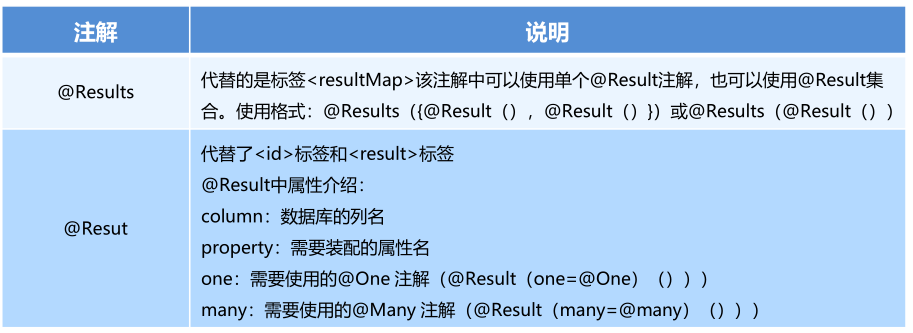 注解
说明
@Results
代替的是标签<resultMap>该注解中可以使用单个@Result注解，也可以使用@Result集
合。使用格式：@Results（{@Result（），@Result（）}）或@Results（@Result（））
@Resut
代替了<id>标签和<result>标签
@Result中属性介绍：
column：数据库的列名
property：需要装配的属性名
one：需要使用的@One 注解（@Result（one=@One）（）））
many：需要使用的@Many 注解（@Result（many=@many）（）））